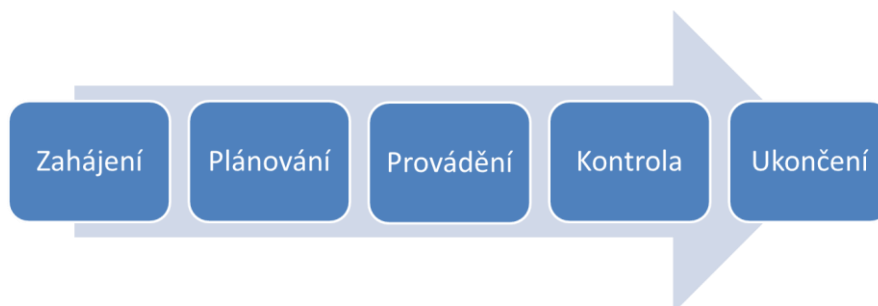 Zahájení
Plánování
Provádění
Kontrola
Ukončení